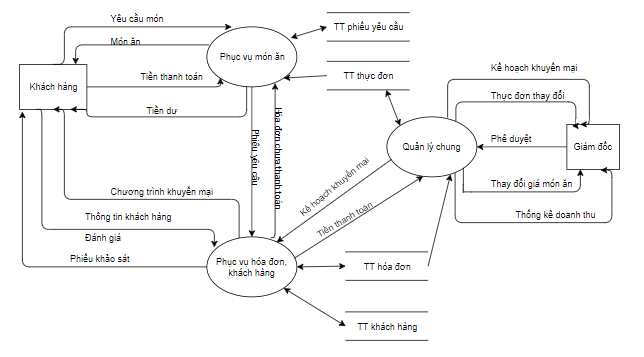 Yêu cầu món
TT phiếu yêu cầu
Món ăn
Phục vụ món ăn
Kế hoạch khuyến mại
Khách hàng
Tiền thanh toán
TT thực đơn
Thực đơn thay đổi
Tiền dư
Phiếu yêu cầu
Hóa đơn chưa thanh toán
Quản lý chung
Phê duyệt
Giám đốc
Kế hoạch khuyến mại
Chương trình khuyến mại
Thay đổi giá món ăn
Thông tin khách hàng
Tiền thanh toán
Thống kê doanh thu
Đánh giá
Phiếu khảo sát
Phục vụ hóa đơn,
khách hàng
TT hóa đơn
TT khách hàng